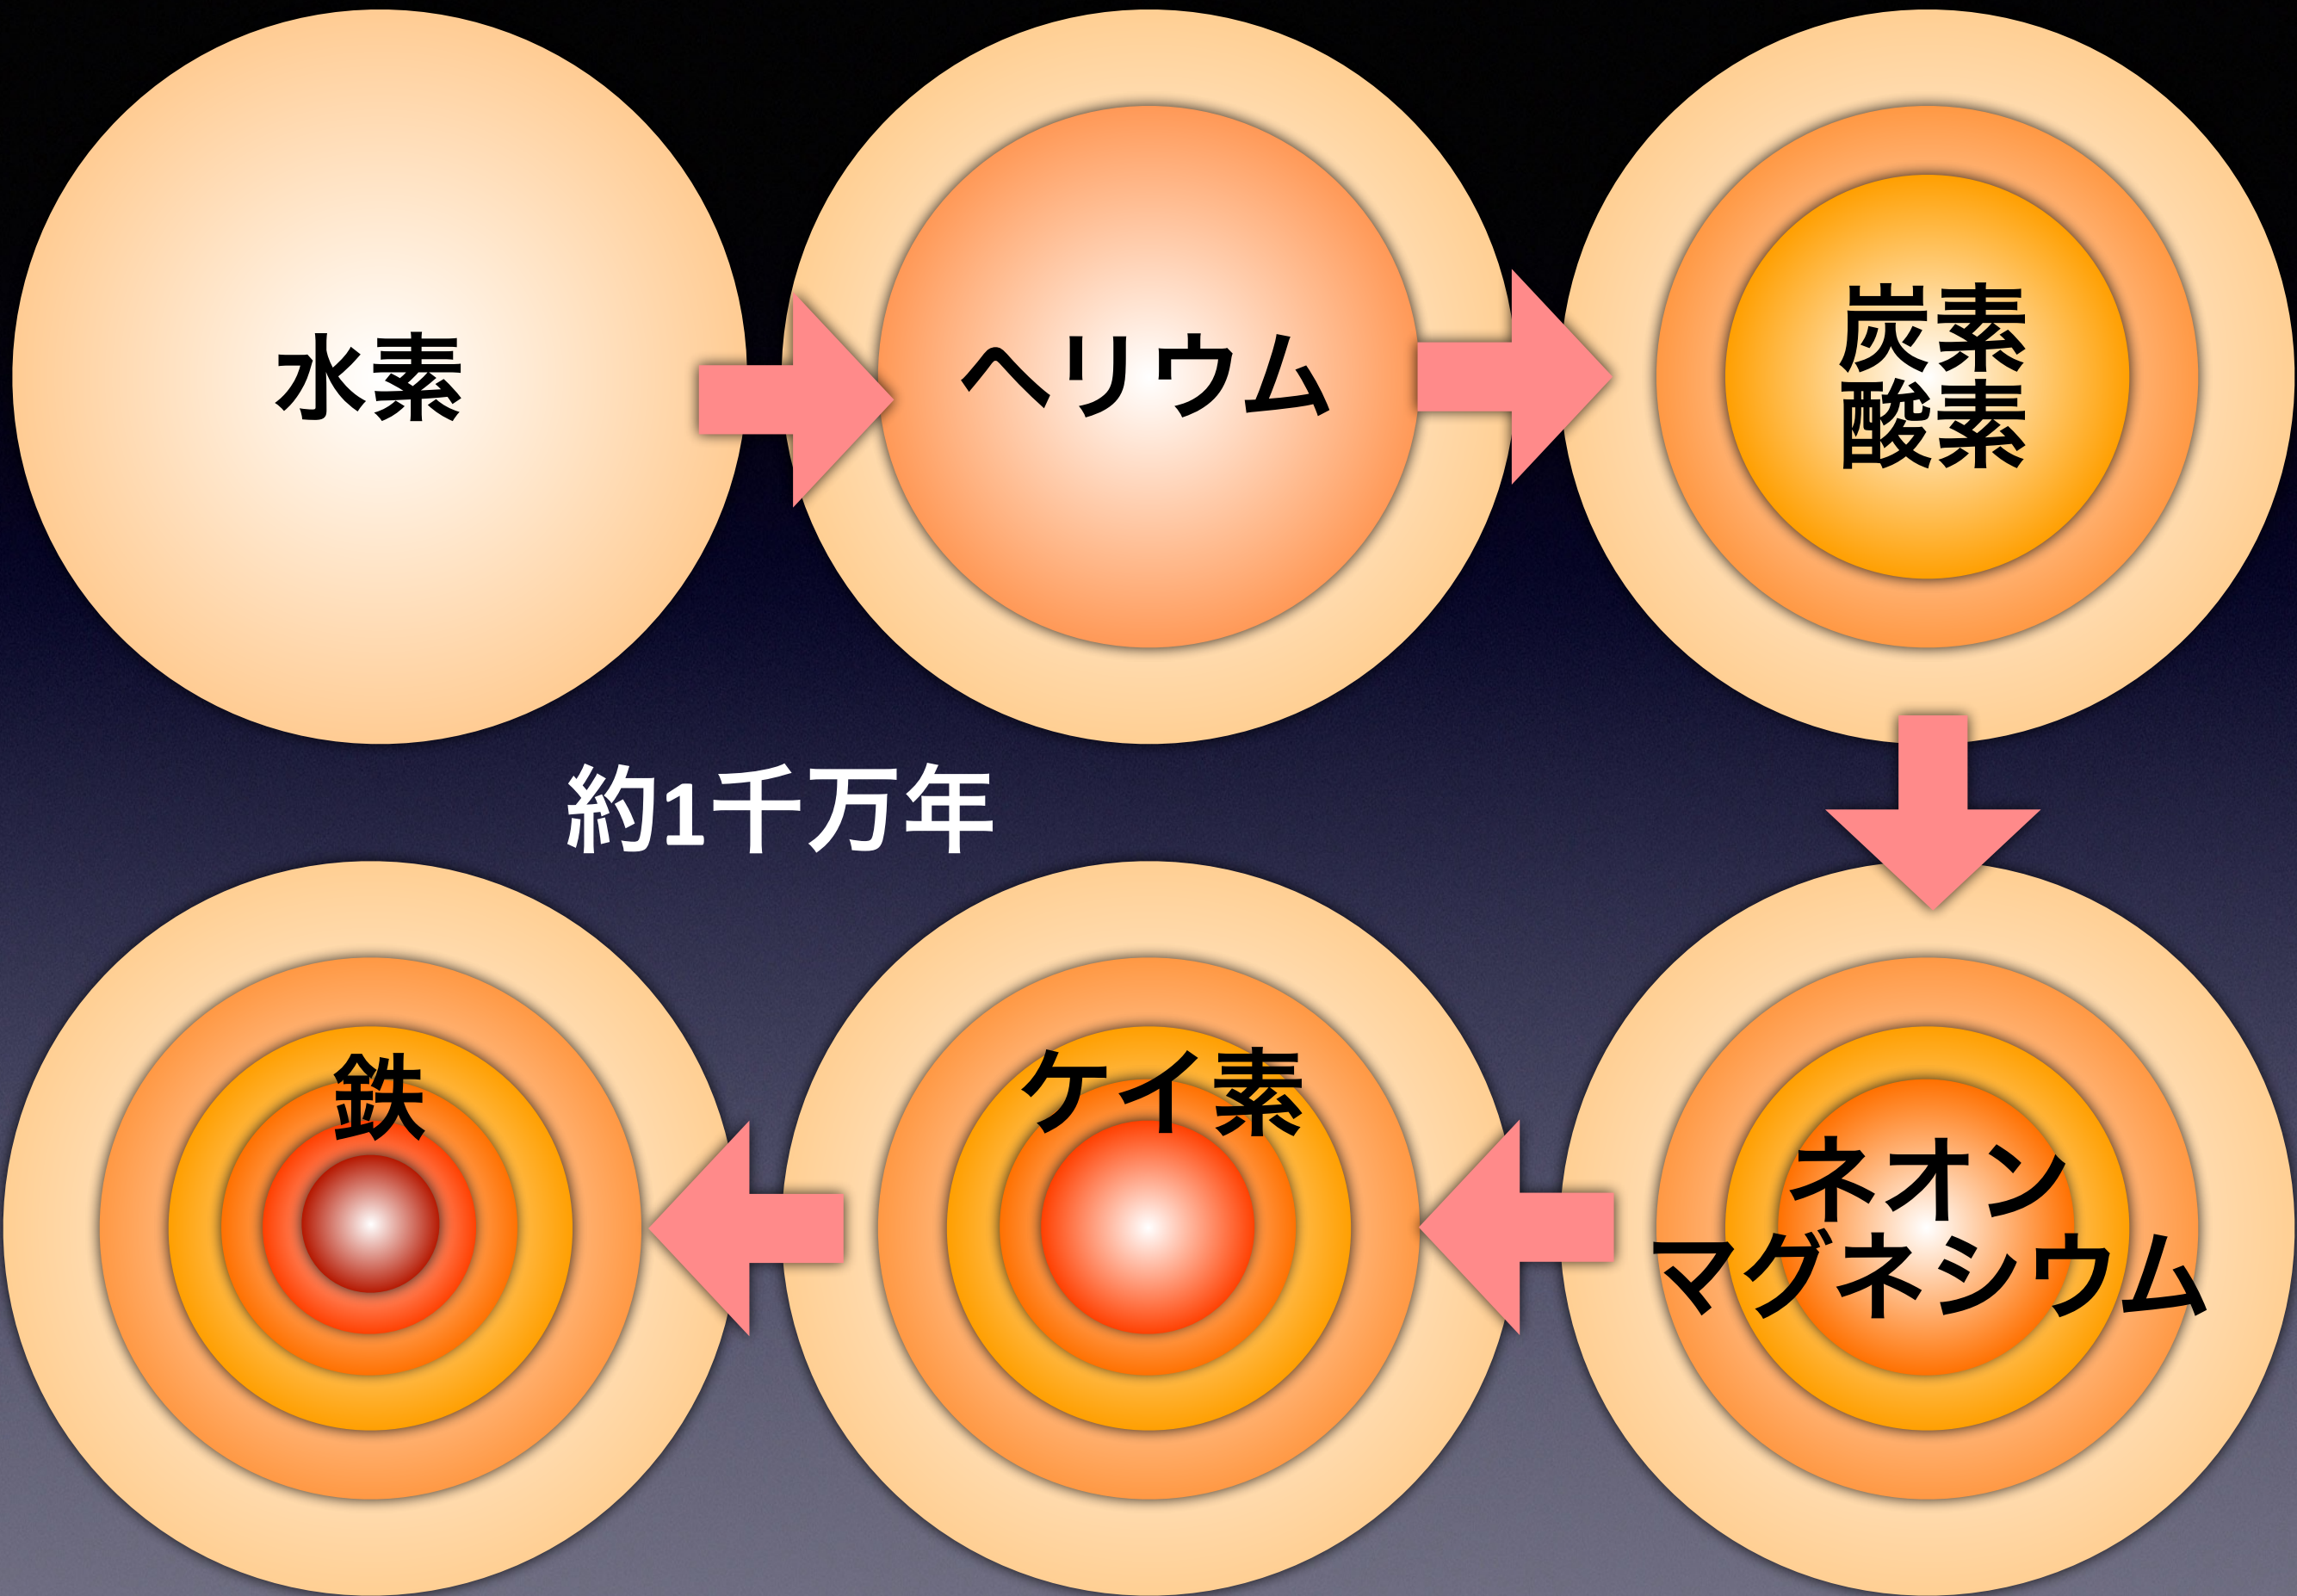 水素
ヘリウム
炭素
酸素
約1千万年
鉄
ケイ素
ネオン
マグネシウム